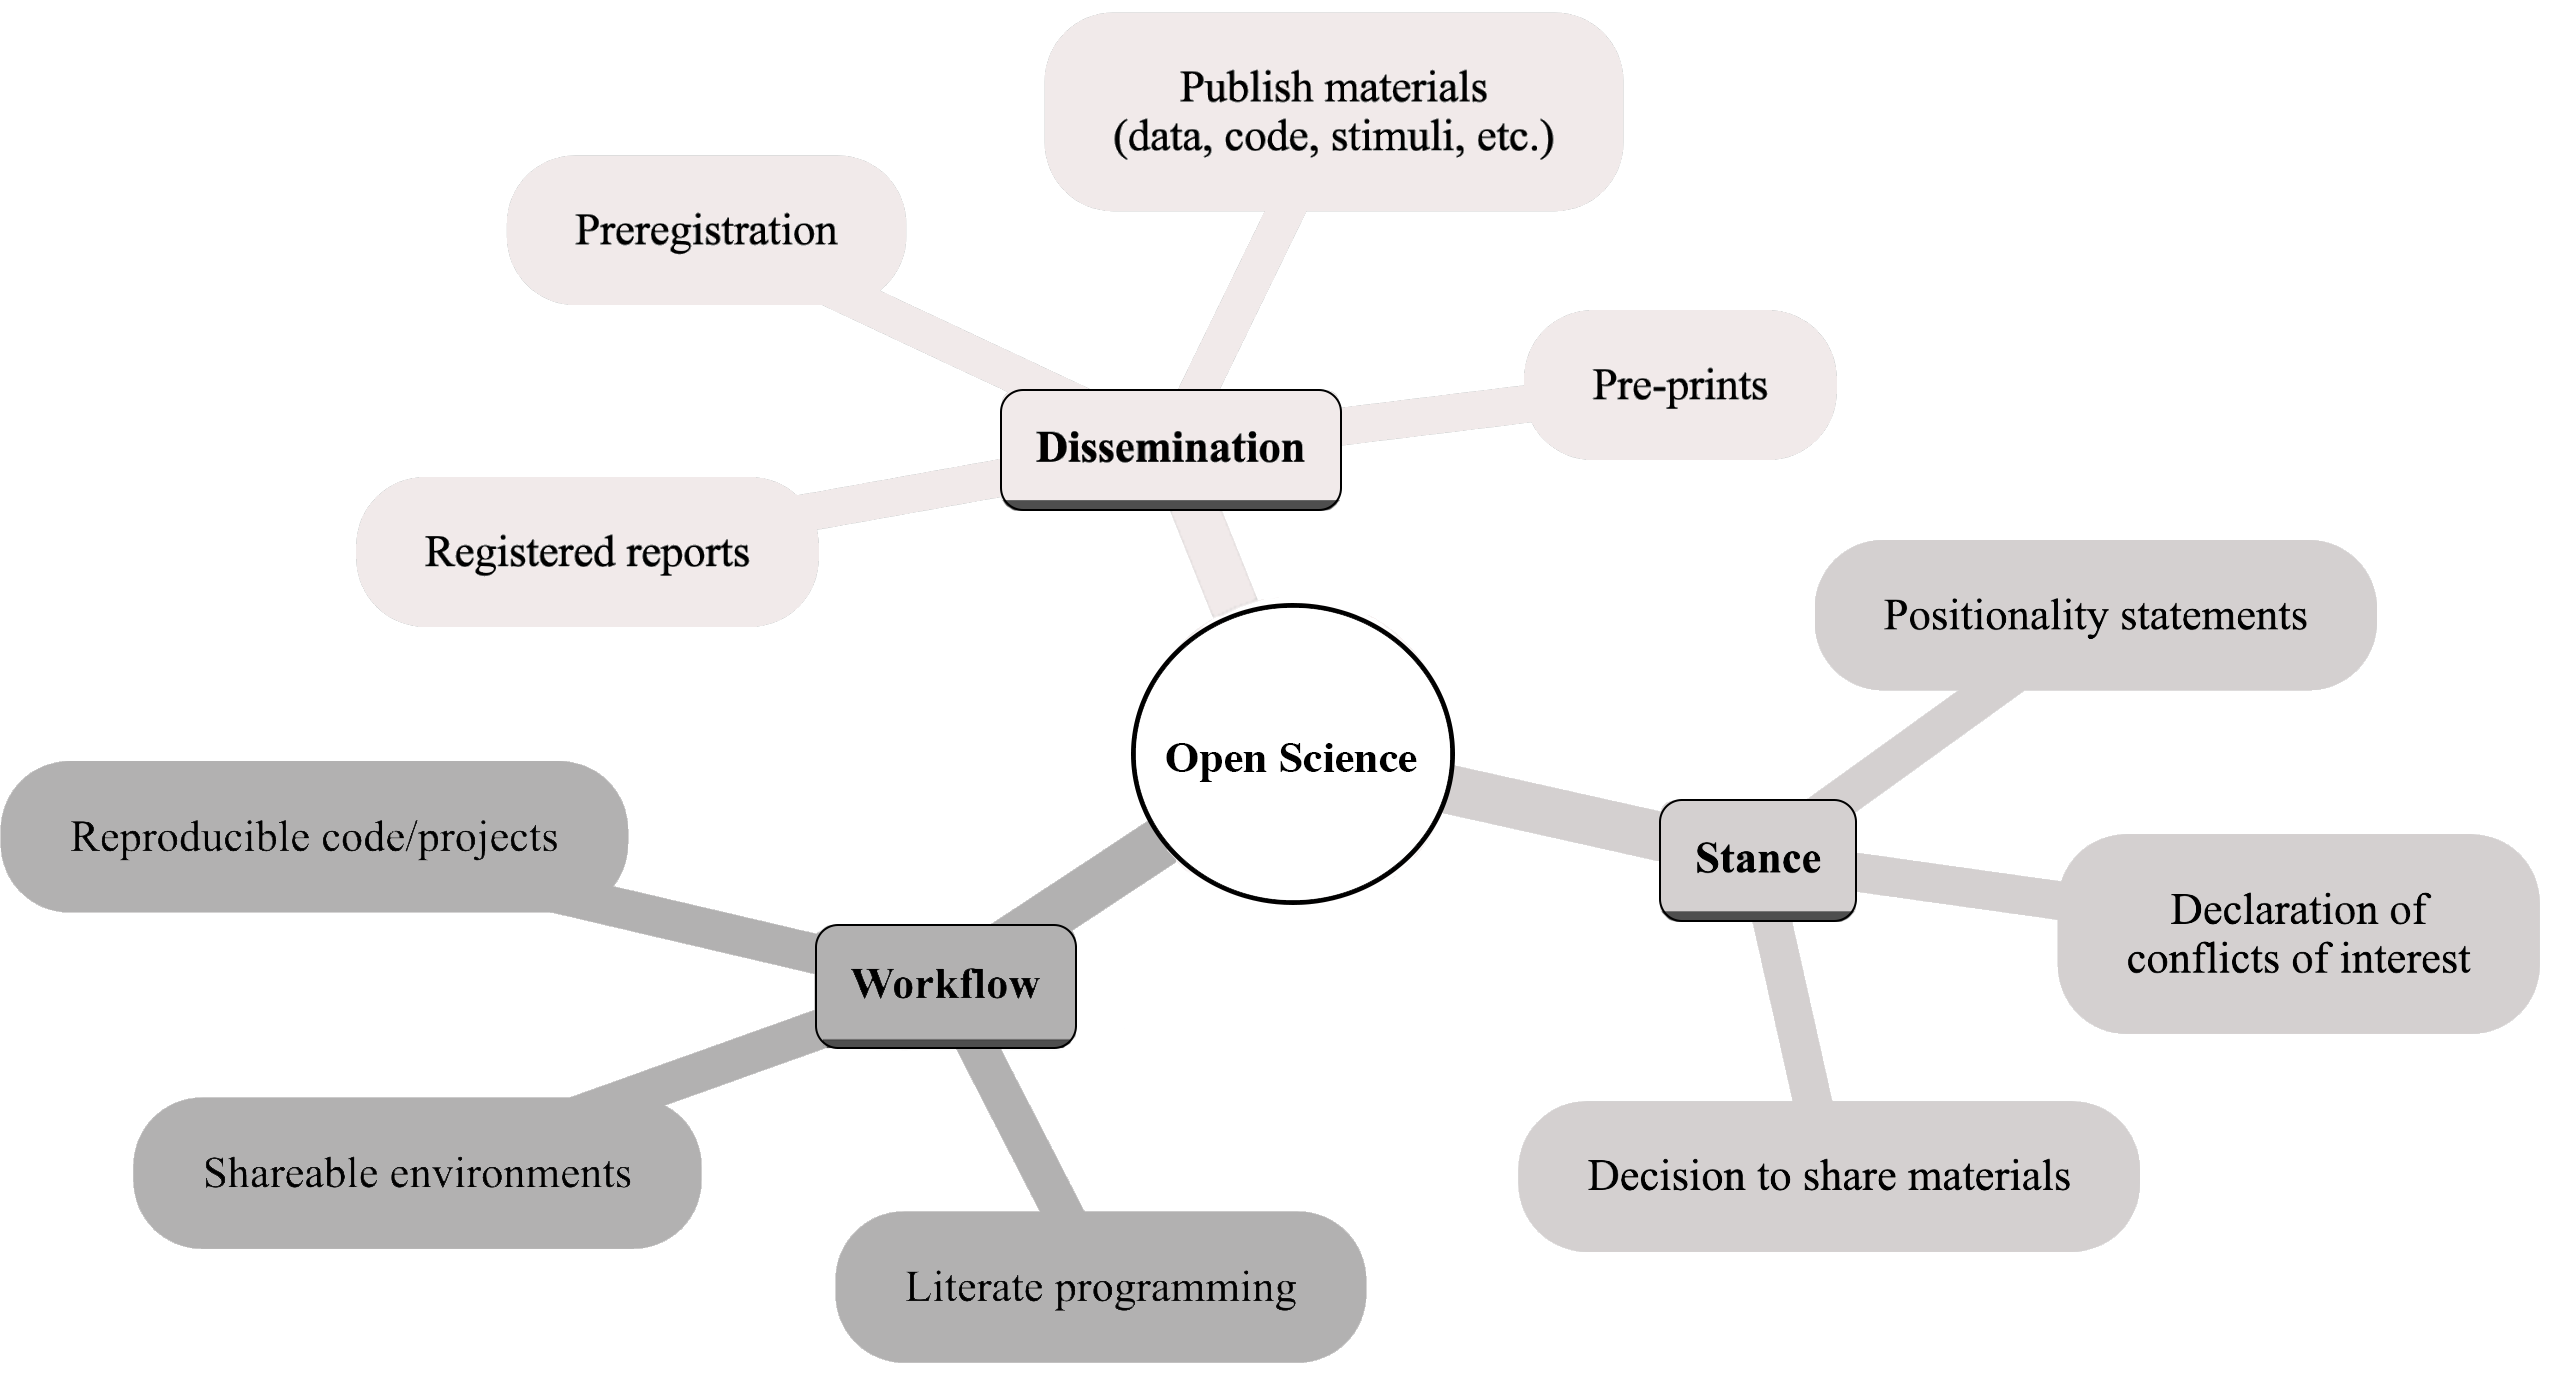 Publish materials
(data, code, stimuli, etc.)
Preregistration
Pre-prints
Dissemination
Registered reports
Positionality statements
Open Science
Reproducible code/projects
Stance
Declaration of
conflicts of interest
Workflow
Shareable environments
Decision to share materials
Literate programming